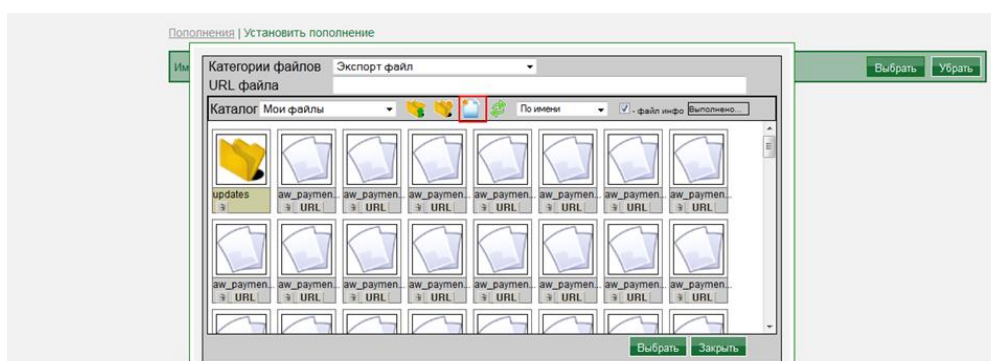 Пополнения | Установить пополнение
Им
Выбрать Убрать
Категории файлов Экспорт файл
URL файла
Каталог Мои файлы По имени - файл инфо Выполнено...
updates aw_paymen... aw_paymen... aw_paymen... aw_paymen... aw_paymen... aw_paymen... aw_paymen...
URL URL URL URL URL URL URL
aw_paymen... aw_paymen... aw_paymen... aw_paymen... aw_paymen... aw_paymen... aw_paymen... aw_paymen...
URL URL URL URL URL URL URL URL
Выбрать Закрыть